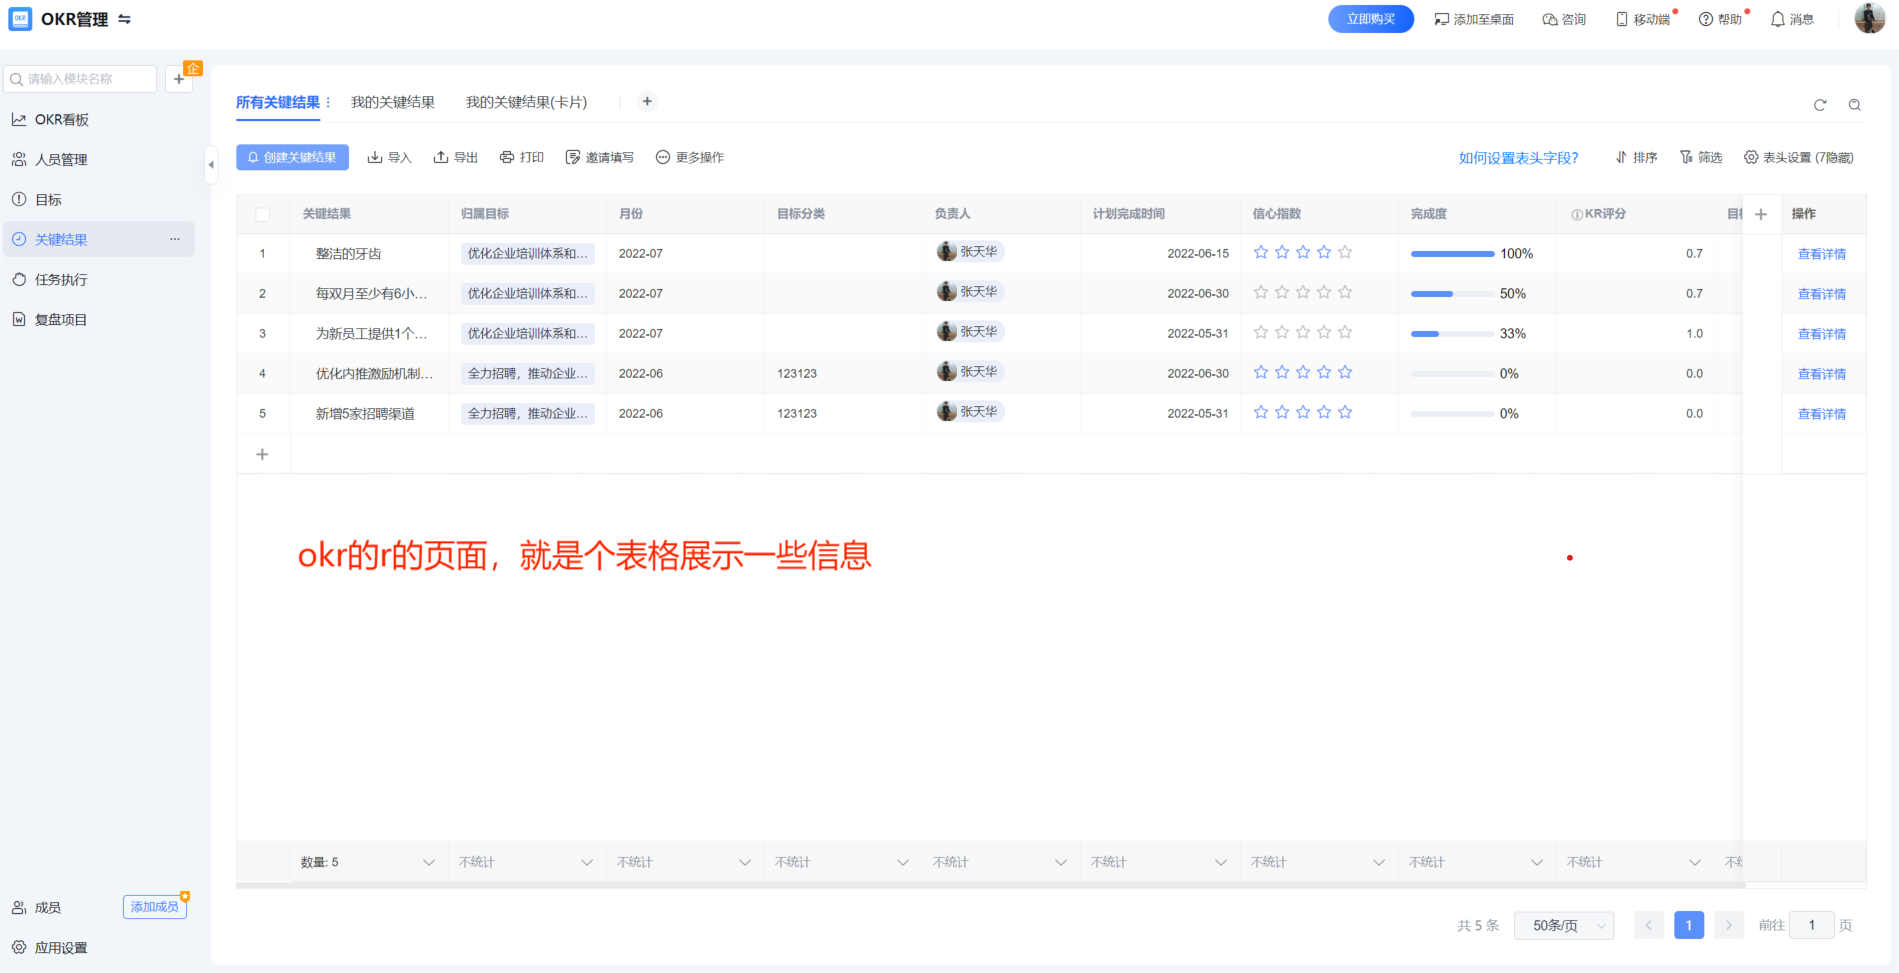 OKR管理
立即购买
添加至桌面
咨询
移动端
帮助
消息
请输入模块名称
企
OKR看板
人员管理
目标
关键结果
任务执行
复盘项目
所有关键结果
我的关键结果
我的关键结果(卡片)
创建关键结果
导入
导出
打印
邀请填写
更多操作
如何设置表头字段?
排序
筛选
表头设置 (7隐藏)
关键结果 归属目标 月份 目标分类 负责人 计划完成时间 信心指数 完成度 KR评分 操作
1 整洁的牙齿 优化企业培训体系和... 2022-07 张天华 2022-06-15 100% 0.7 查看详情
2 每双月至少有6小... 优化企业培训体系和... 2022-07 张天华 2022-06-30 50% 0.7 查看详情
3 为新员工提供1个... 优化企业培训体系和... 2022-07 张天华 2022-05-31 33% 1.0 查看详情
4 优化内推激励机制... 全力招聘，推动企业... 2022-06 123123 张天华 2022-06-30 0% 0.0 查看详情
5 新增5家招聘渠道 全力招聘，推动企业... 2022-06 123123 张天华 2022-05-31 0% 0.0 查看详情
okr的r的页面，就是个表格展示一些信息
数量: 5 不统计 不统计 不统计 不统计 不统计 不统计 不统计 不统计
成员
添加成员
应用设置
共 5 条
50条/页
1
前往 1 页